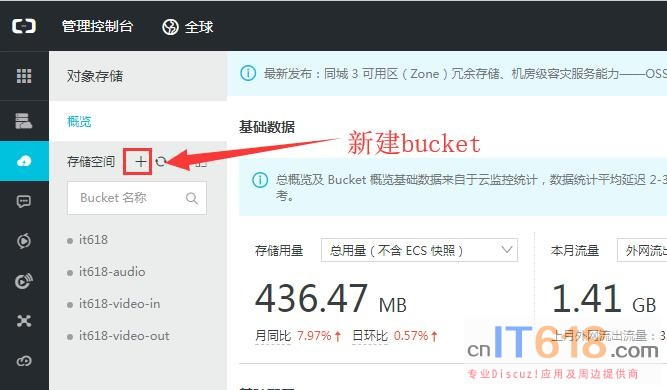 管理控制台 全球
对象存储
最新发布：同城 3 可用区（Zone）冗余存储、机房级容灾服务能力——OSS
概览
基础数据
新建bucket
存储空间
总概览及 Bucket 概览基础数据来自于云监控统计，数据统计平均延迟 2-3
考。
Bucket 名称
it618
it618-audio
it618-video-in
it618-video-out
存储用量 总用量（不含 ECS 快照） 本月流量 外网流出
436.47 MB 1.41 GB
月同比 7.97% 日环比 0.57% 上月外网流出流量：3
cnIT618.com
专业Discuz!应用及周边提供商